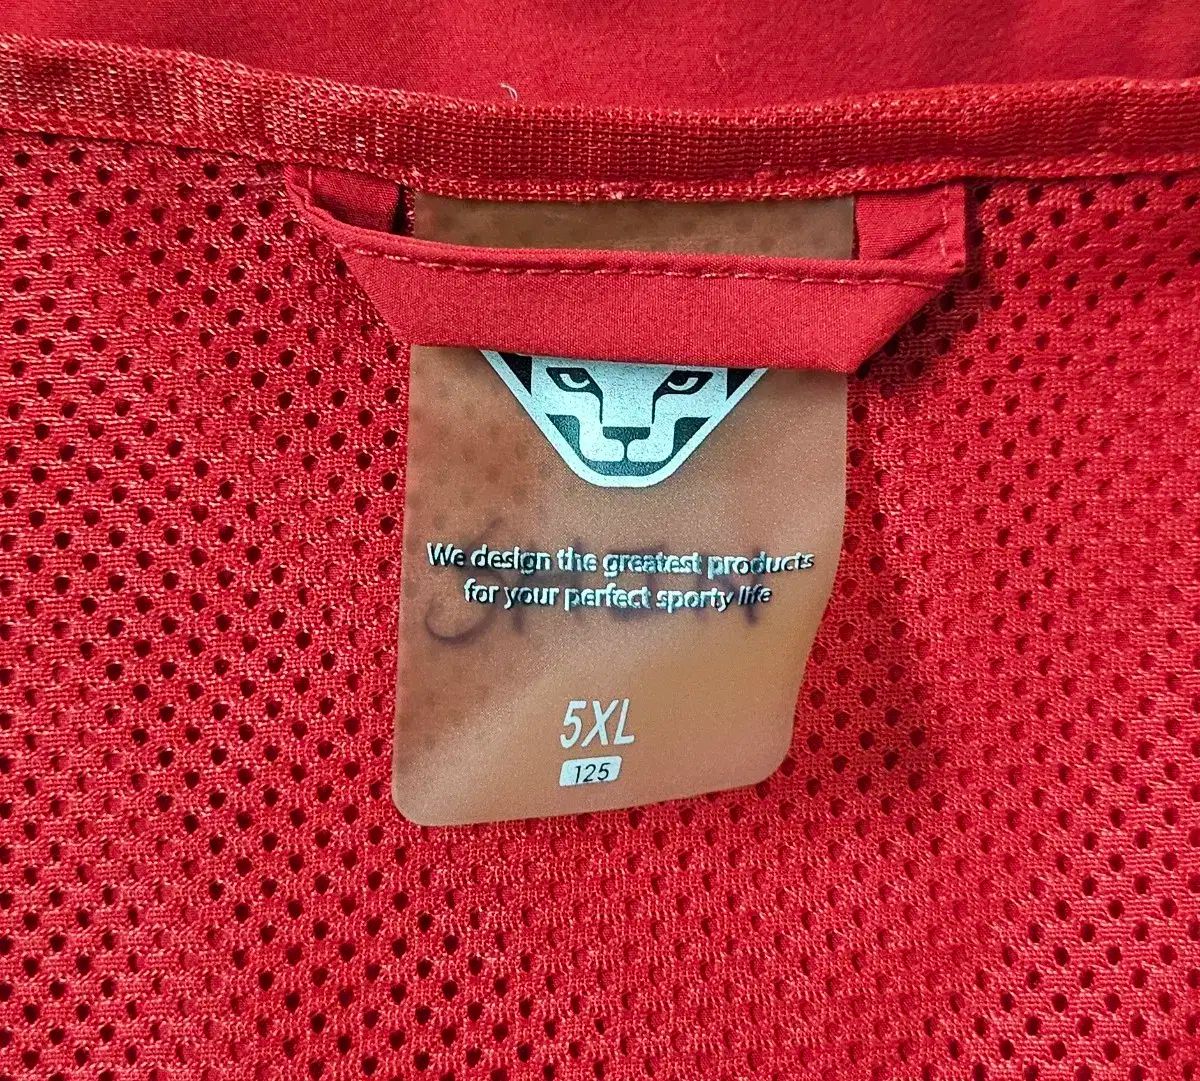 We design the greatest products
for your perfect sporty life
5XL
125